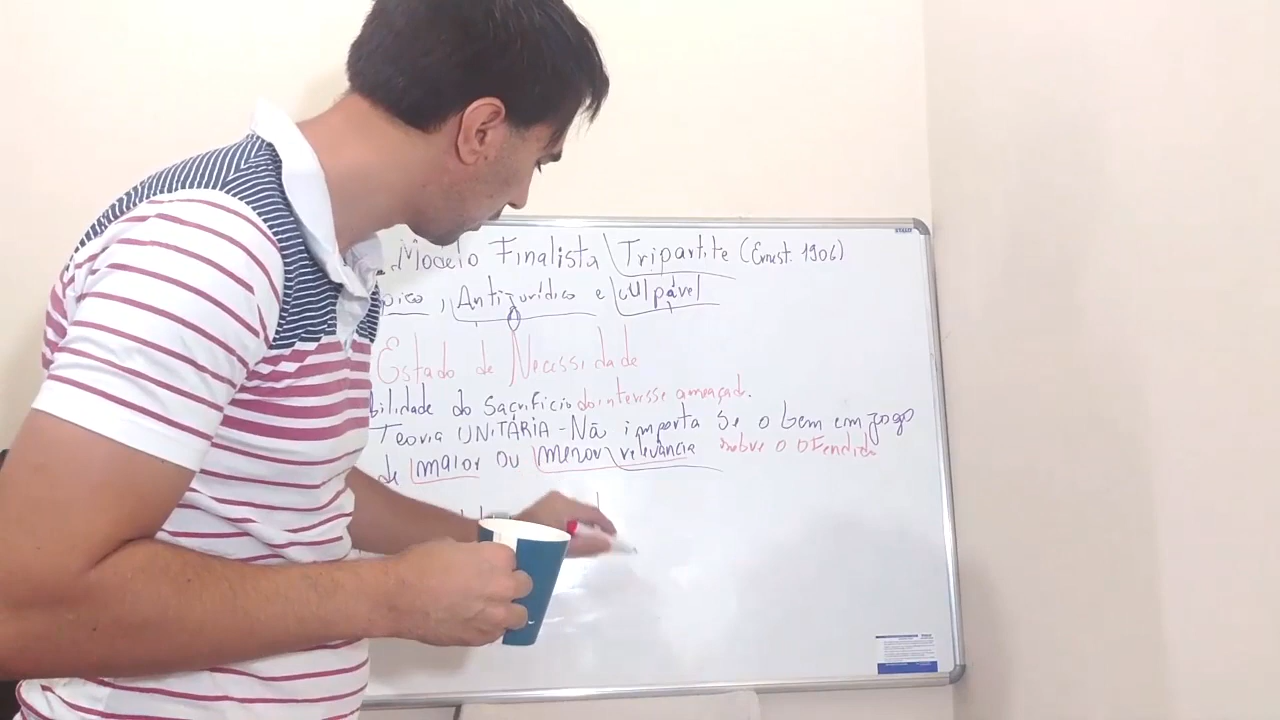 Modelo Finalista Tripartite (Ernst. 1906)
pico, Antijurídico e culpável
Estado de Necessidade
bilidade do Sacrifício do interesse ameaçad.
Teoria UNITÁRIA - Não importa se o bem em jogo
de maior ou menor relevância sobre o ofendido
STALO